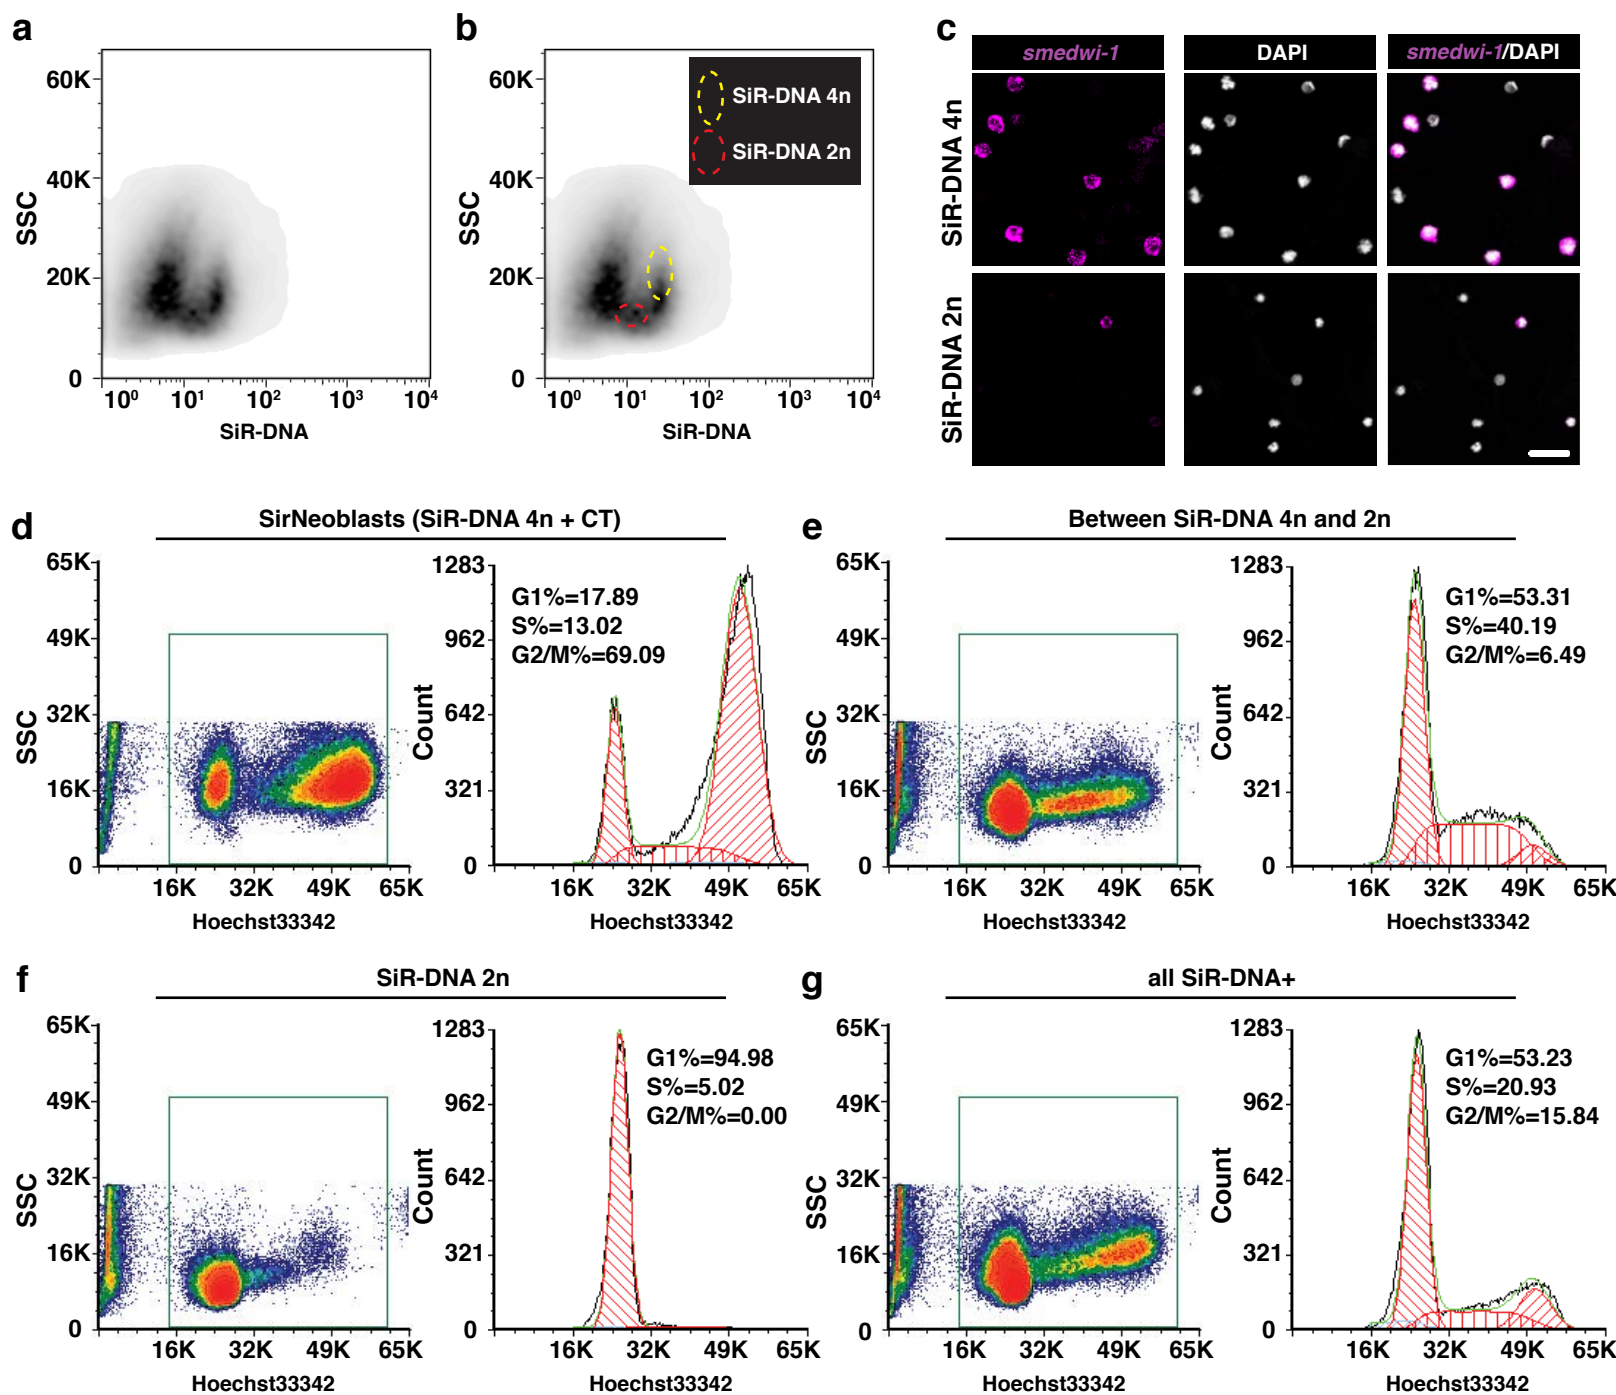 a
60K
40K
20K
0
SSC
10⁰ 10¹ 10² 10³ 10⁴
SiR-DNA
b
60K
40K
20K
0
SSC
SiR-DNA 4n
SiR-DNA 2n
10⁰ 10¹ 10² 10³ 10⁴
SiR-DNA
c
smedwi-1 DAPI smedwi-1/DAPI
SiR-DNA 4n
SiR-DNA 2n
d
SirNeoblasts (SiR-DNA 4n + CT)
65K
49K
32K
16K
0
SSC
16K 32K 49K 65K
Hoechst33342
1283
962
642
321
0
Count
G1%=17.89
S%=13.02
G2/M%=69.09
16K 32K 49K 65K
Hoechst33342
e
Between SiR-DNA 4n and 2n
65K
49K
32K
16K
0
SSC
16K 32K 49K 65K
Hoechst33342
1283
962
642
321
0
Count
G1%=53.31
S%=40.19
G2/M%=6.49
16K 32K 49K 65K
Hoechst33342
f
SiR-DNA 2n
65K
49K
32K
16K
0
SSC
16K 32K 49K 65K
Hoechst33342
1283
962
642
321
0
Count
G1%=94.98
S%=5.02
G2/M%=0.00
16K 32K 49K 65K
Hoechst33342
g
all SiR-DNA+
65K
49K
32K
16K
0
SSC
16K 32K 49K 65K
Hoechst33342
1283
962
642
321
0
Count
G1%=53.23
S%=20.93
G2/M%=15.84
16K 32K 49K 65K
Hoechst33342